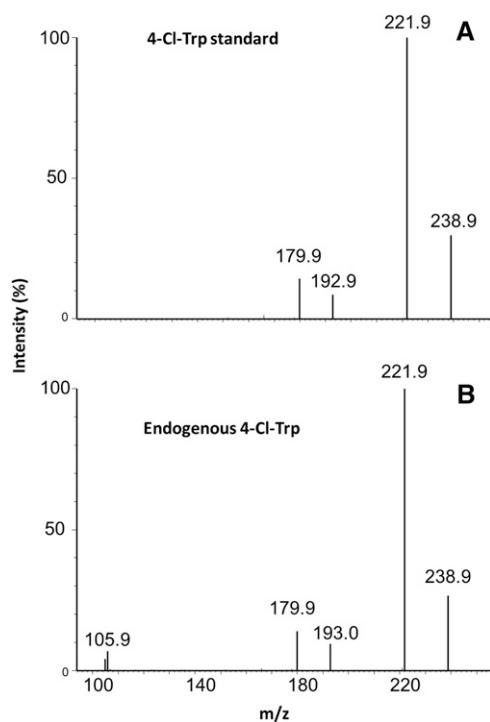 4-Cl-Trp standard
A
100
50
0
179.9
192.9
221.9
238.9
Intensity (%)
Endogenous 4-Cl-Trp
B
100
50
0
105.9
179.9
193.0
221.9
238.9
100 140 180 220
m/z